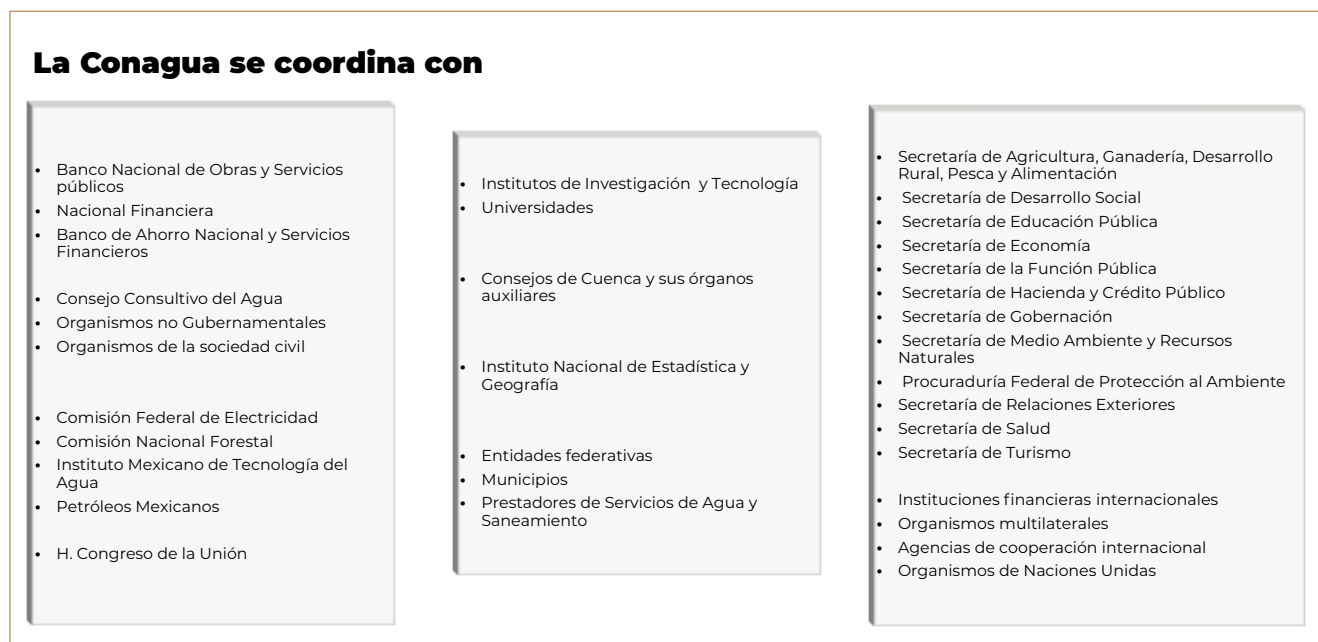 La Conagua se coordina con
• Banco Nacional de Obras y Servicios
públicos
• Nacional Financiera
• Banco de Ahorro Nacional y Servicios
Financieros
• Consejo Consultivo del Agua
• Organismos no Gubernamentales
• Organismos de la sociedad civil
• Comisión Federal de Electricidad
• Comisión Nacional Forestal
• Instituto Mexicano de Tecnología del
Agua
• Petróleos Mexicanos
• H. Congreso de la Unión
• Institutos de Investigación y Tecnología
• Universidades
• Consejos de Cuenca y sus órganos
auxiliares
• Instituto Nacional de Estadística y
Geografía
• Entidades federativas
• Municipios
• Prestadores de Servicios de Agua y
Saneamiento
• Secretaría de Agricultura, Ganadería, Desarrollo
Rural, Pesca y Alimentación
• Secretaría de Desarrollo Social
• Secretaría de Educación Pública
• Secretaría de Economía
• Secretaría de la Función Pública
• Secretaría de Hacienda y Crédito Público
• Secretaría de Gobernación
• Secretaría de Medio Ambiente y Recursos
Naturales
• Procuraduría Federal de Protección al Ambiente
• Secretaría de Relaciones Exteriores
• Secretaría de Salud
• Secretaría de Turismo
• Instituciones financieras internacionales
• Organismos multilaterales
• Agencias de cooperación internacional
• Organismos de Naciones Unidas